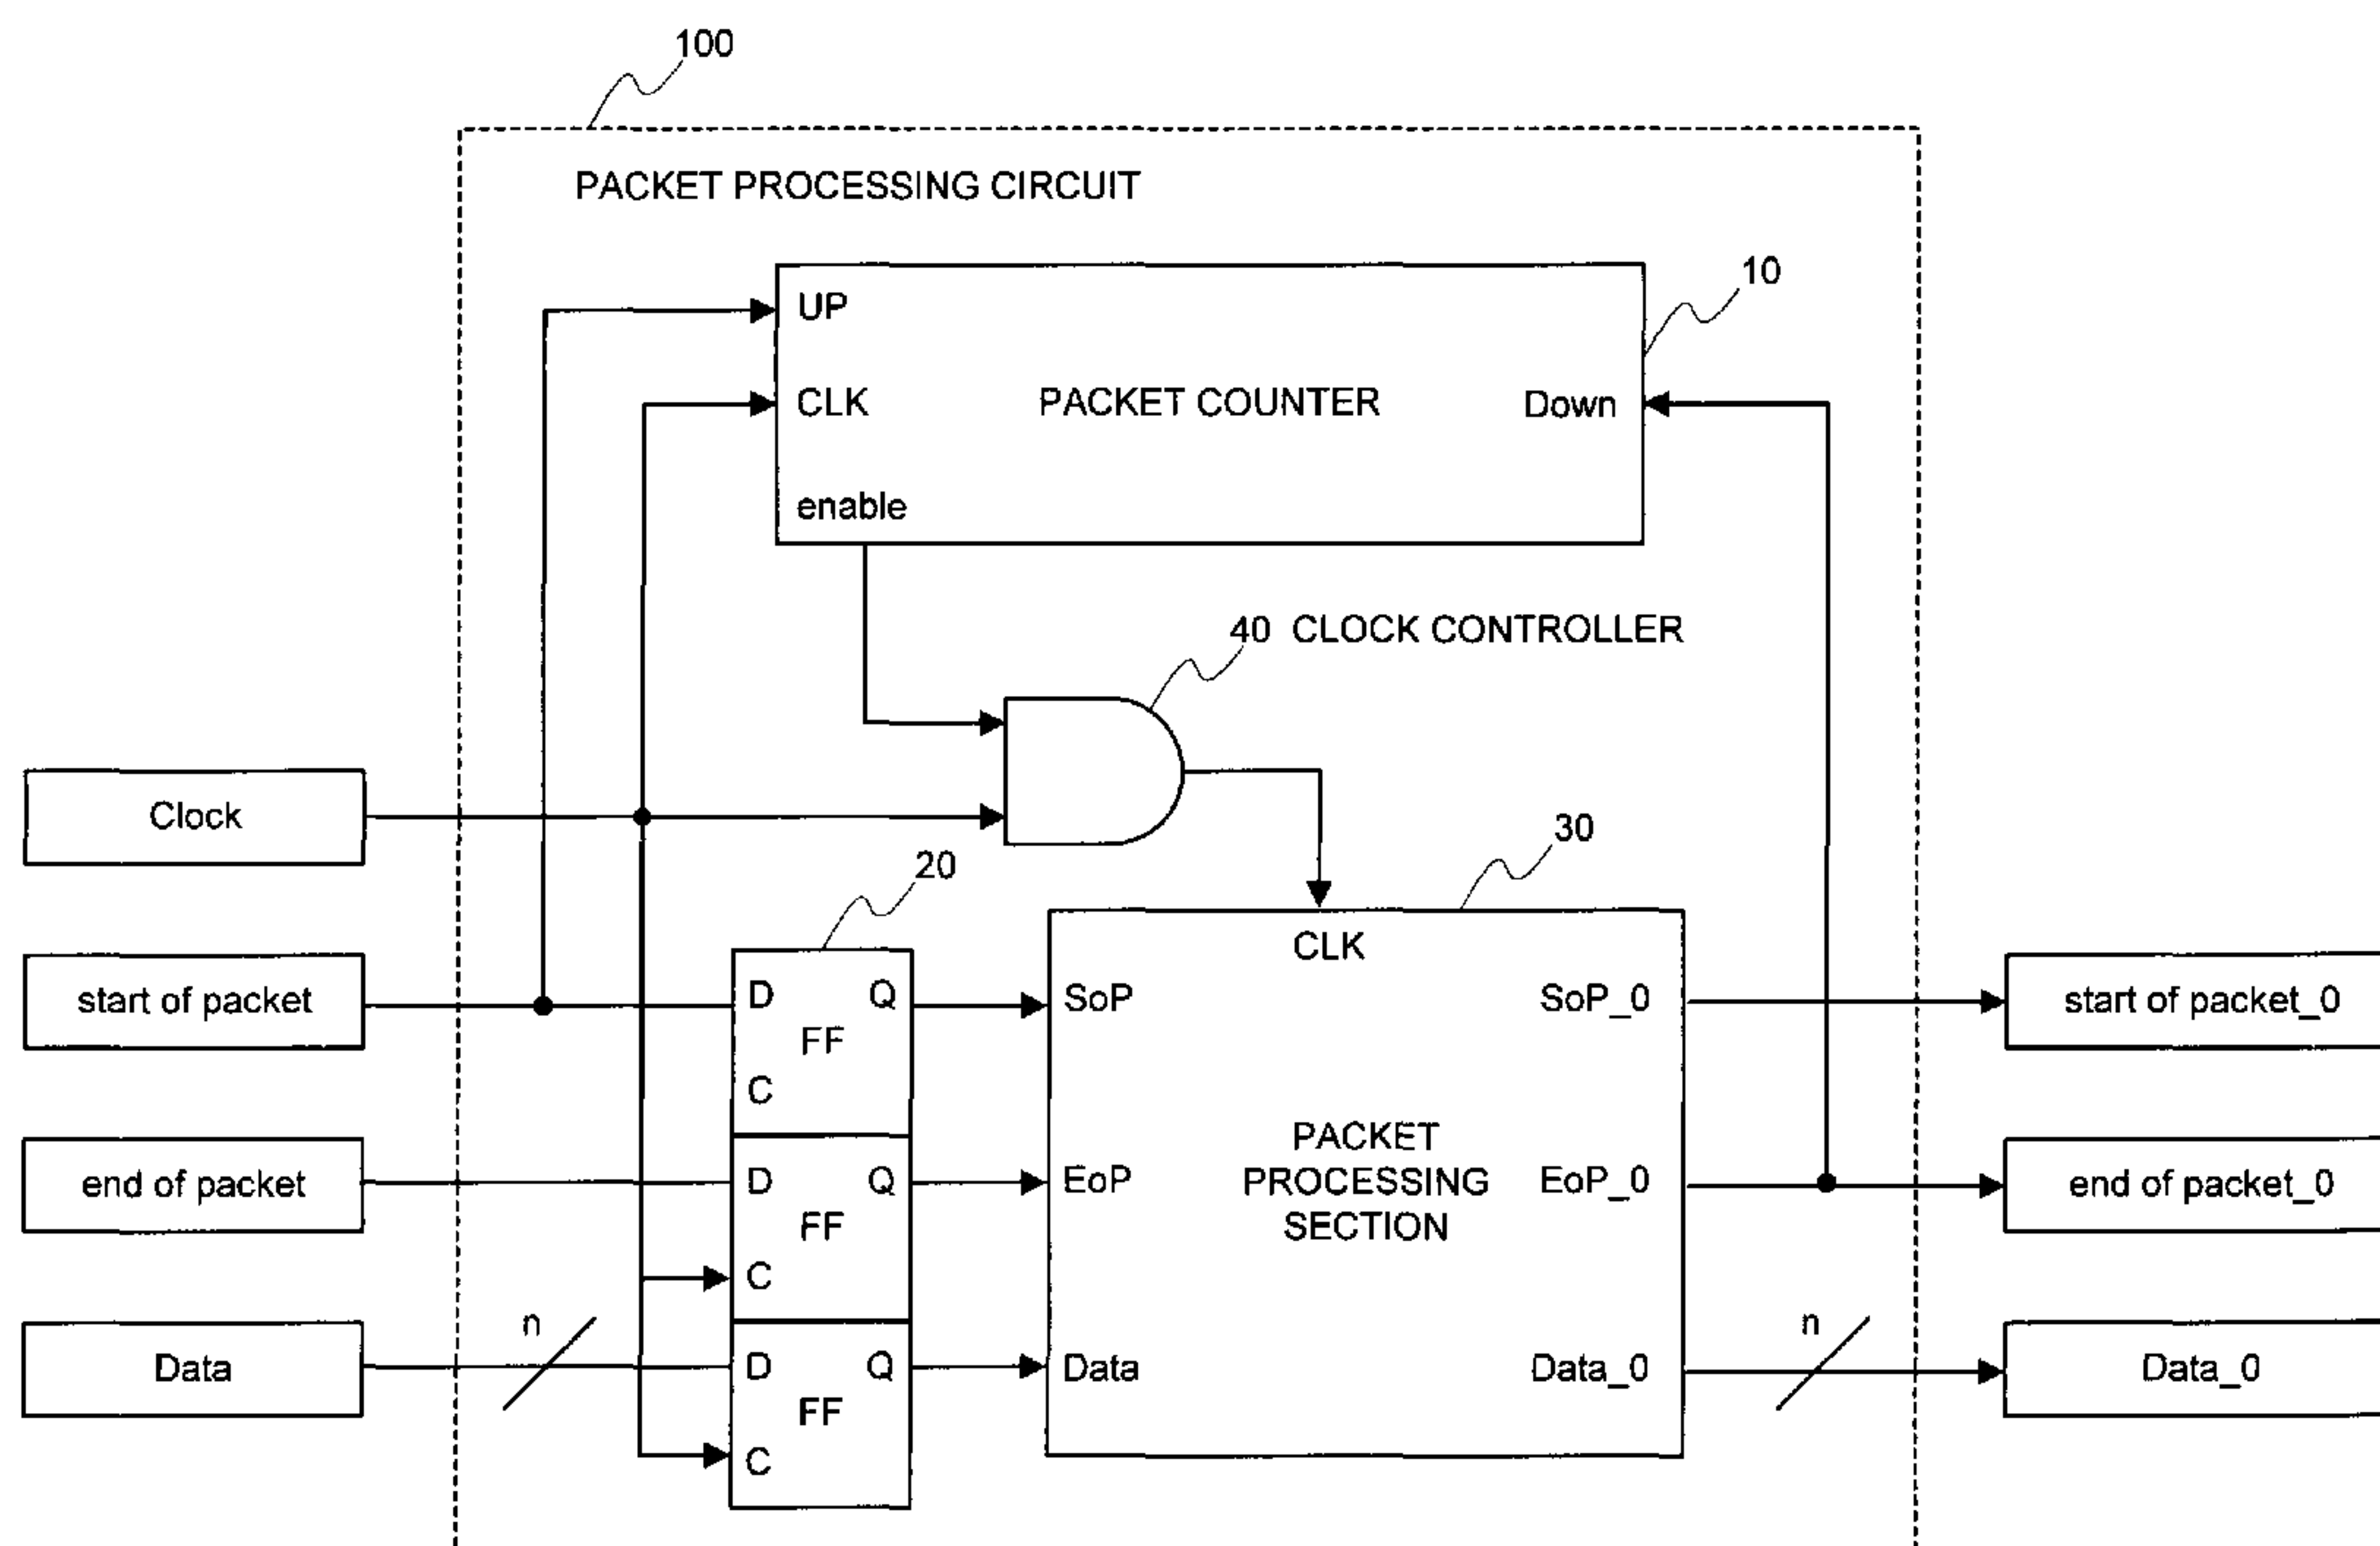 100
PACKET PROCESSING CIRCUIT
10
UP
CLK
PACKET COUNTER
Down
enable
40 CLOCK CONTROLLER
Clock
30
20
CLK
start of packet
D
Q
SoP
SoP_0
start of packet_0
FF
C
PACKET
end of packet
D
Q
EoP
PROCESSING
EoP_0
end of packet_0
FF
SECTION
C
n
n
Data
D
Q
Data
Data_0
Data_0
FF
C